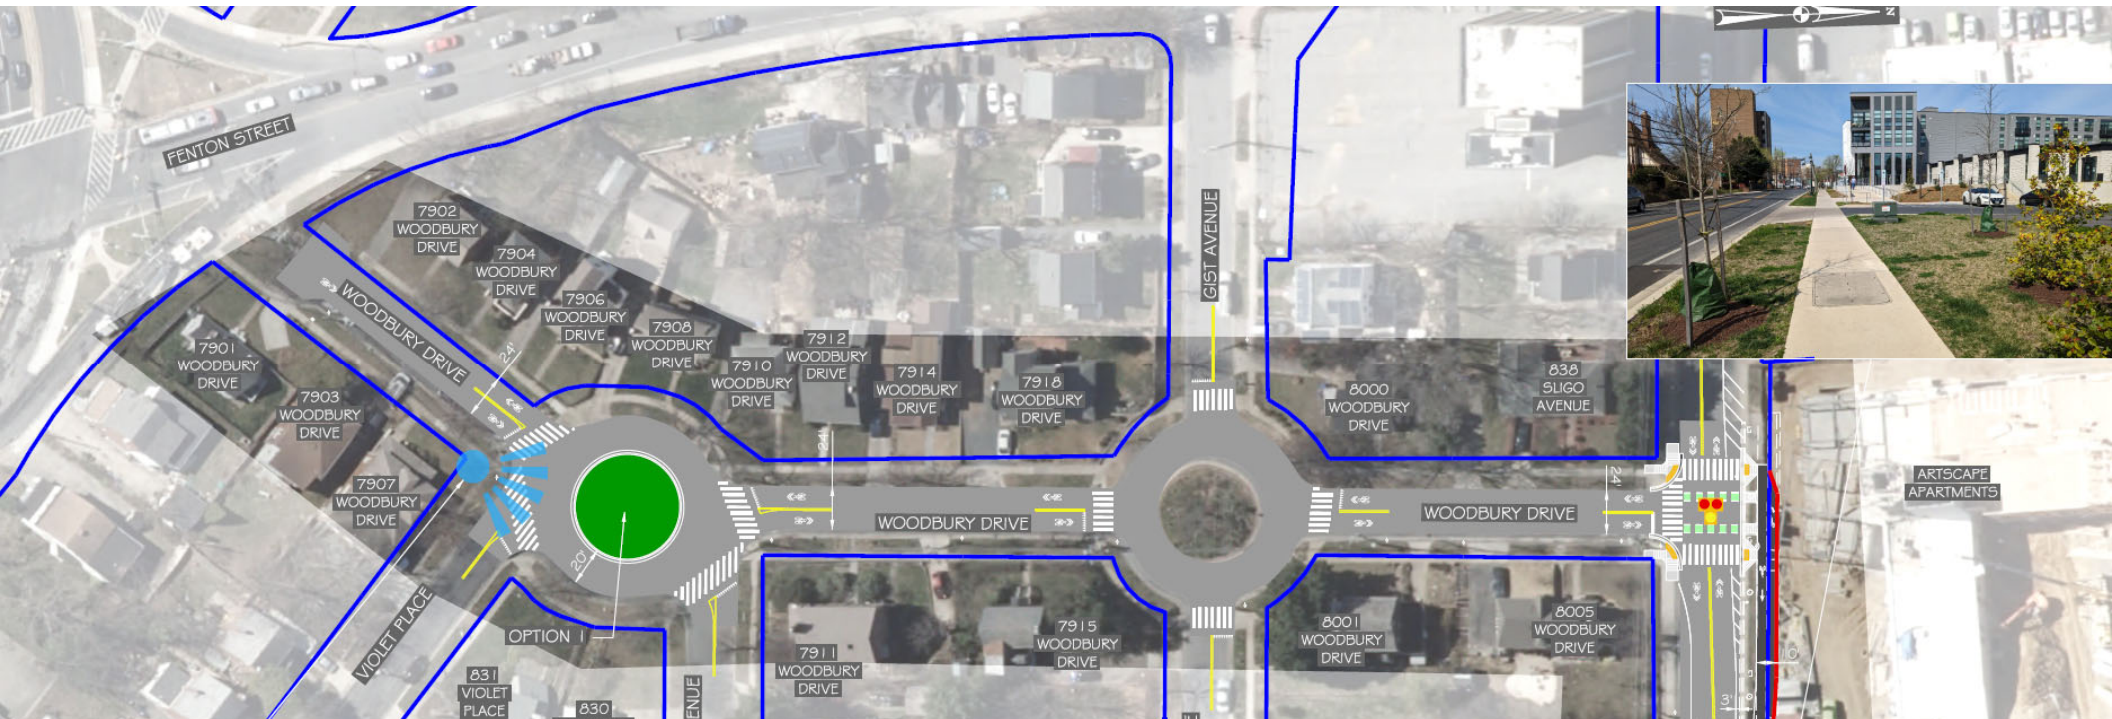 N
FENTON STREET
7902
WOODBURY
DRIVE
7904
WOODBURY
DRIVE
7906
WOODBURY
DRIVE
7908
WOODBURY
DRIVE
7910
WOODBURY
DRIVE
7912
WOODBURY
DRIVE
7914
WOODBURY
DRIVE
7918
WOODBURY
DRIVE
GIST AVENUE
8000
WOODBURY
DRIVE
838
SLIGO
AVENUE
7901
WOODBURY
DRIVE
7903
WOODBURY
DRIVE
7907
WOODBURY
DRIVE
WOODBURY DRIVE
24'
24'
24'
WOODBURY DRIVE
WOODBURY DRIVE
ARTSCAPE
APARTMENTS
20'
OPTION 1
VIOLET PLACE
831
VIOLET
PLACE
830
7911
WOODBURY
DRIVE
7915
WOODBURY
DRIVE
8001
WOODBURY
DRIVE
8005
WOODBURY
DRIVE
10'
3'